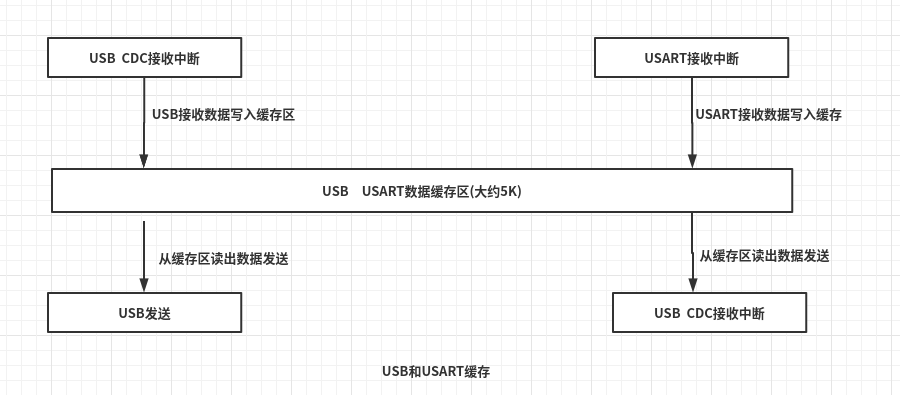 USB CDC接收中断
USART接收中断
USB接收数据写入缓存区
USART接收数据写入缓存
USB USART数据缓存区(大约5K)
从缓存区读出数据发送
从缓存区读出数据发送
USB发送
USB CDC接收中断
USB和USART缓存